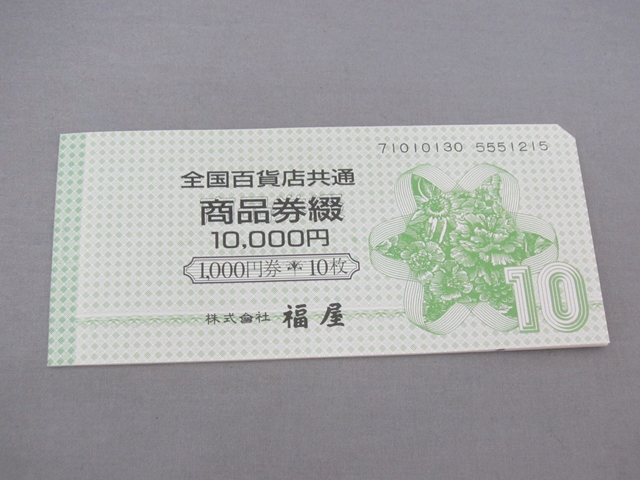 71010130 5551215
全国百貨店共通
商品券綴
10,000円
1,000円券 10枚
株式會社 福屋
10